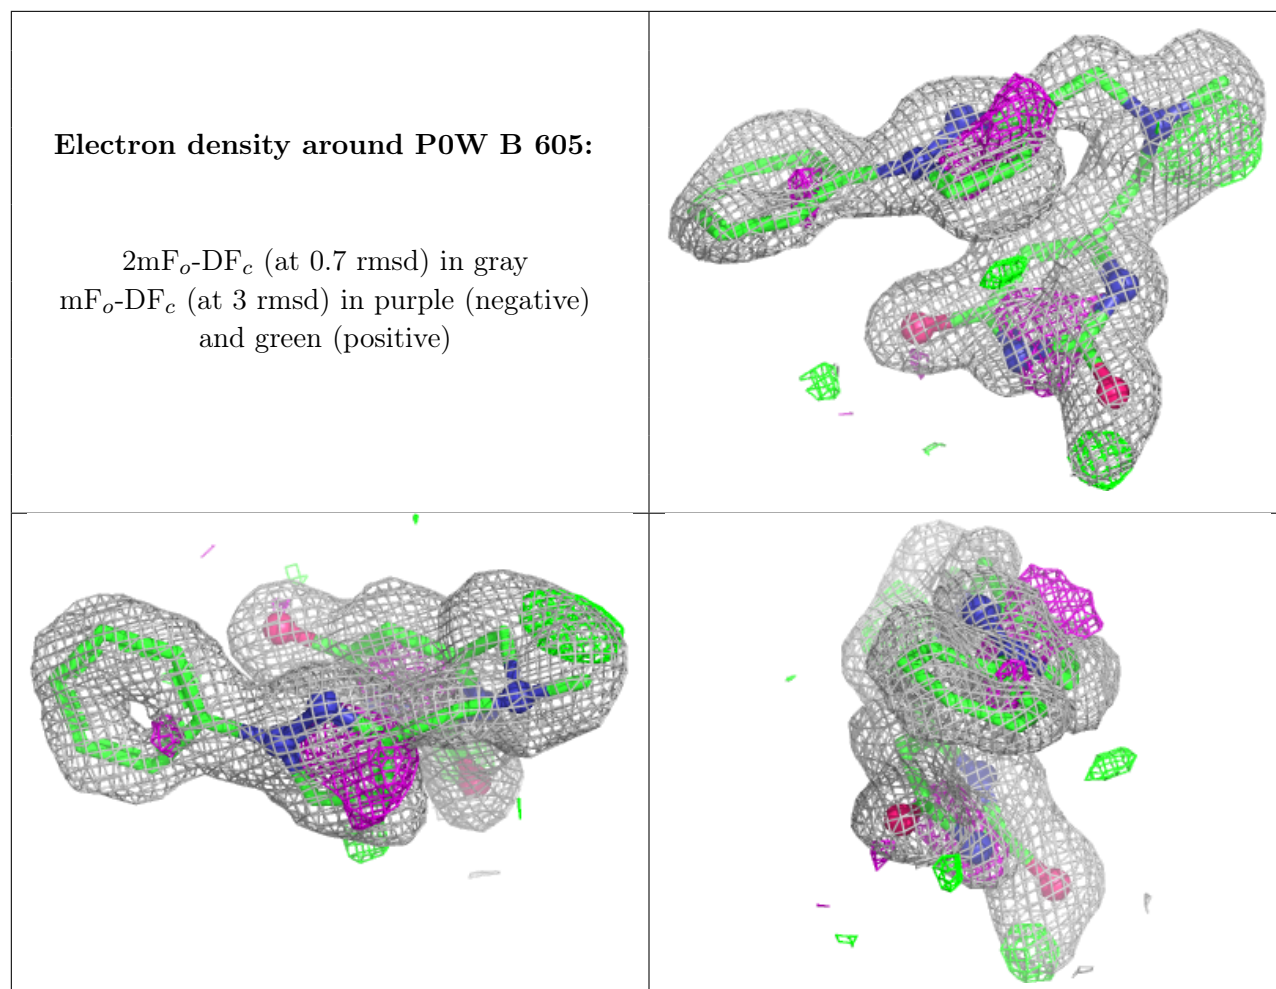 Electron density around P0W B 605:
2mFo-DFc (at 0.7 rmsd) in gray
mFo-DFc (at 3 rmsd) in purple (negative)
and green (positive)